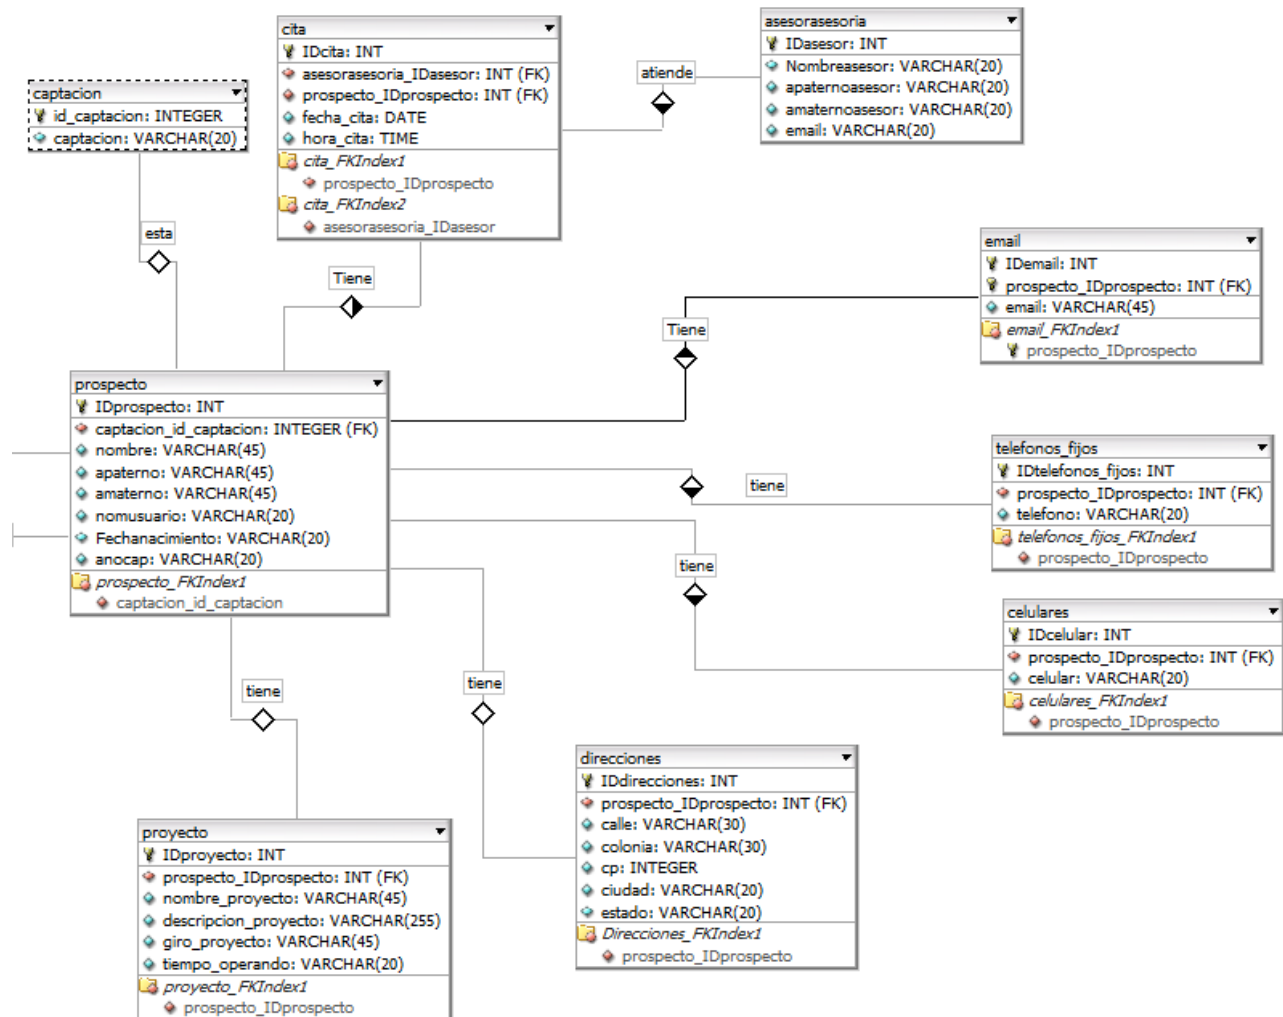 cita
IDcita: INT
asesorasesoria_IDasesor: INT (FK)
prospecto_IDprospecto: INT (FK)
fecha_cita: DATE
hora_cita: TIME
cita_FKIndex1
prospecto_IDprospecto
cita_FKIndex2
asesorasesoria_IDasesor
atiende
asesorasesoria
IDasesor: INT
Nombreasesor: VARCHAR(20)
apaternoasesor: VARCHAR(20)
amaternoasesor: VARCHAR(20)
email: VARCHAR(20)
captacion
id_captacion: INTEGER
captacion: VARCHAR(20)
esta
Tiene
email
IDemail: INT
prospecto_IDprospecto: INT (FK)
email: VARCHAR(45)
email_FKIndex1
prospecto_IDprospecto
Tiene
prospecto
IDprospecto: INT
captacion_id_captacion: INTEGER (FK)
nombre: VARCHAR(45)
apaterno: VARCHAR(45)
amaterno: VARCHAR(45)
nomusuario: VARCHAR(20)
Fechanacimiento: VARCHAR(20)
anocap: VARCHAR(20)
prospecto_FKIndex1
captacion_id_captacion
tiene
telefonos_fijos
IDtelefonos_fijos: INT
prospecto_IDprospecto: INT (FK)
telefono: VARCHAR(20)
telefonos_fijos_FKIndex1
prospecto_IDprospecto
tiene
celulares
IDcelular: INT
prospecto_IDprospecto: INT (FK)
celular: VARCHAR(20)
celulares_FKIndex1
prospecto_IDprospecto
tiene
tiene
direcciones
IDdirecciones: INT
prospecto_IDprospecto: INT (FK)
calle: VARCHAR(30)
colonia: VARCHAR(30)
cp: INTEGER
ciudad: VARCHAR(20)
estado: VARCHAR(20)
Direcciones_FKIndex1
prospecto_IDprospecto
proyecto
IDproyecto: INT
prospecto_IDprospecto: INT (FK)
nombre_proyecto: VARCHAR(45)
descripcion_proyecto: VARCHAR(255)
giro_proyecto: VARCHAR(45)
tiempo_operando: VARCHAR(20)
proyecto_FKIndex1
prospecto_IDprospecto